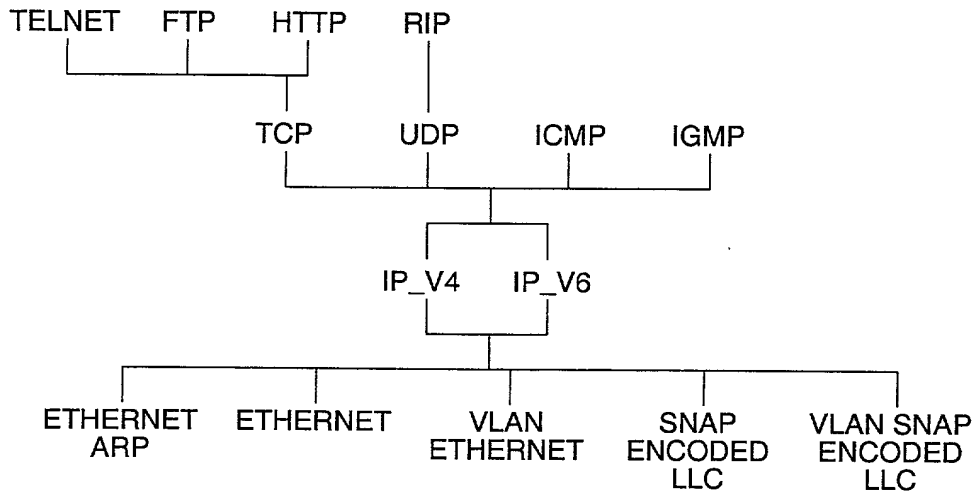 TELNET FTP HTTP RIP
TCP UDP ICMP IGMP
IP_V4 IP_V6
ETHERNET ARP
ETHERNET
VLAN ETHERNET
SNAP ENCODED LLC
VLAN SNAP ENCODED LLC